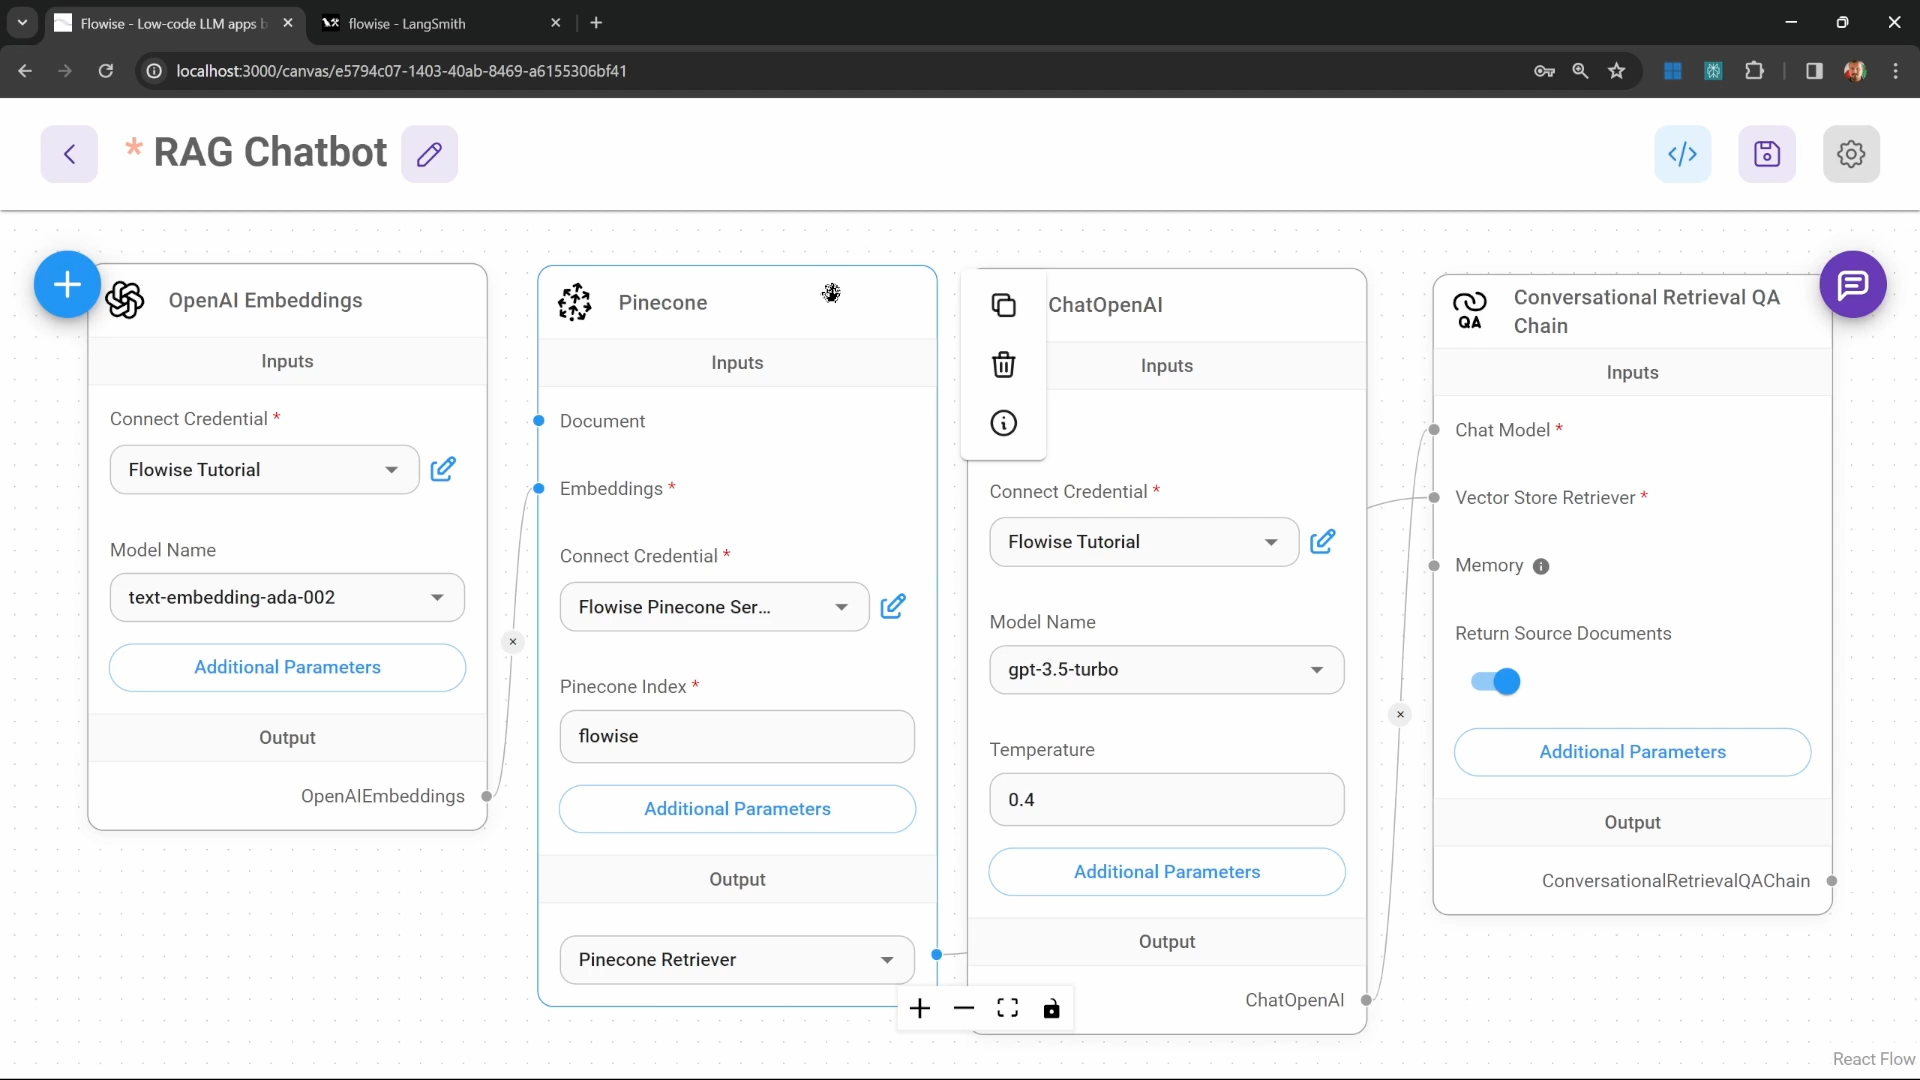 Flowise - Low-code LLM apps b
flowise - LangSmith
localhost:3000/canvas/e5794c07-1403-40ab-8469-a6155306bf41
* RAG Chatbot
OpenAI Embeddings
Inputs
Connect Credential *
Flowise Tutorial
Model Name
text-embedding-ada-002
Additional Parameters
Output
OpenAIEmbeddings
Pinecone
Inputs
Document
Embeddings *
Connect Credential *
Flowise Pinecone Ser...
Pinecone Index *
flowise
Additional Parameters
Output
Pinecone Retriever
ChatOpenAI
Inputs
Connect Credential *
Flowise Tutorial
Model Name
gpt-3.5-turbo
Temperature
0.4
Additional Parameters
Output
ChatOpenAI
QA
Conversational Retrieval QA
Chain
Inputs
Chat Model *
Vector Store Retriever *
Memory
Return Source Documents
Additional Parameters
Output
ConversationalRetrievalQAChain
React Flow